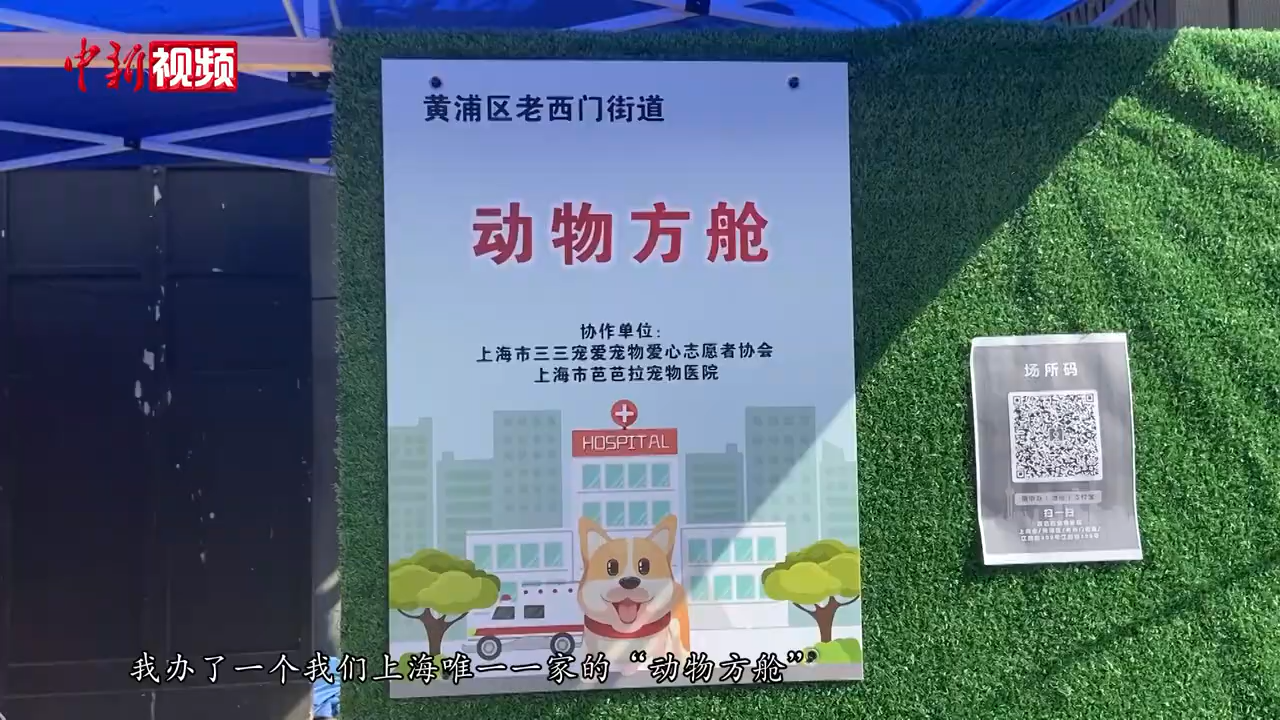 中新视频
黄浦区老西门街道
动物方舱
协作单位：
上海市三三宠爱宠物爱心志愿者协会
上海市芭芭拉宠物医院
HOSPITAL
场所码
扫一扫
我办了一个我们上海唯一一家的“动物方舱”